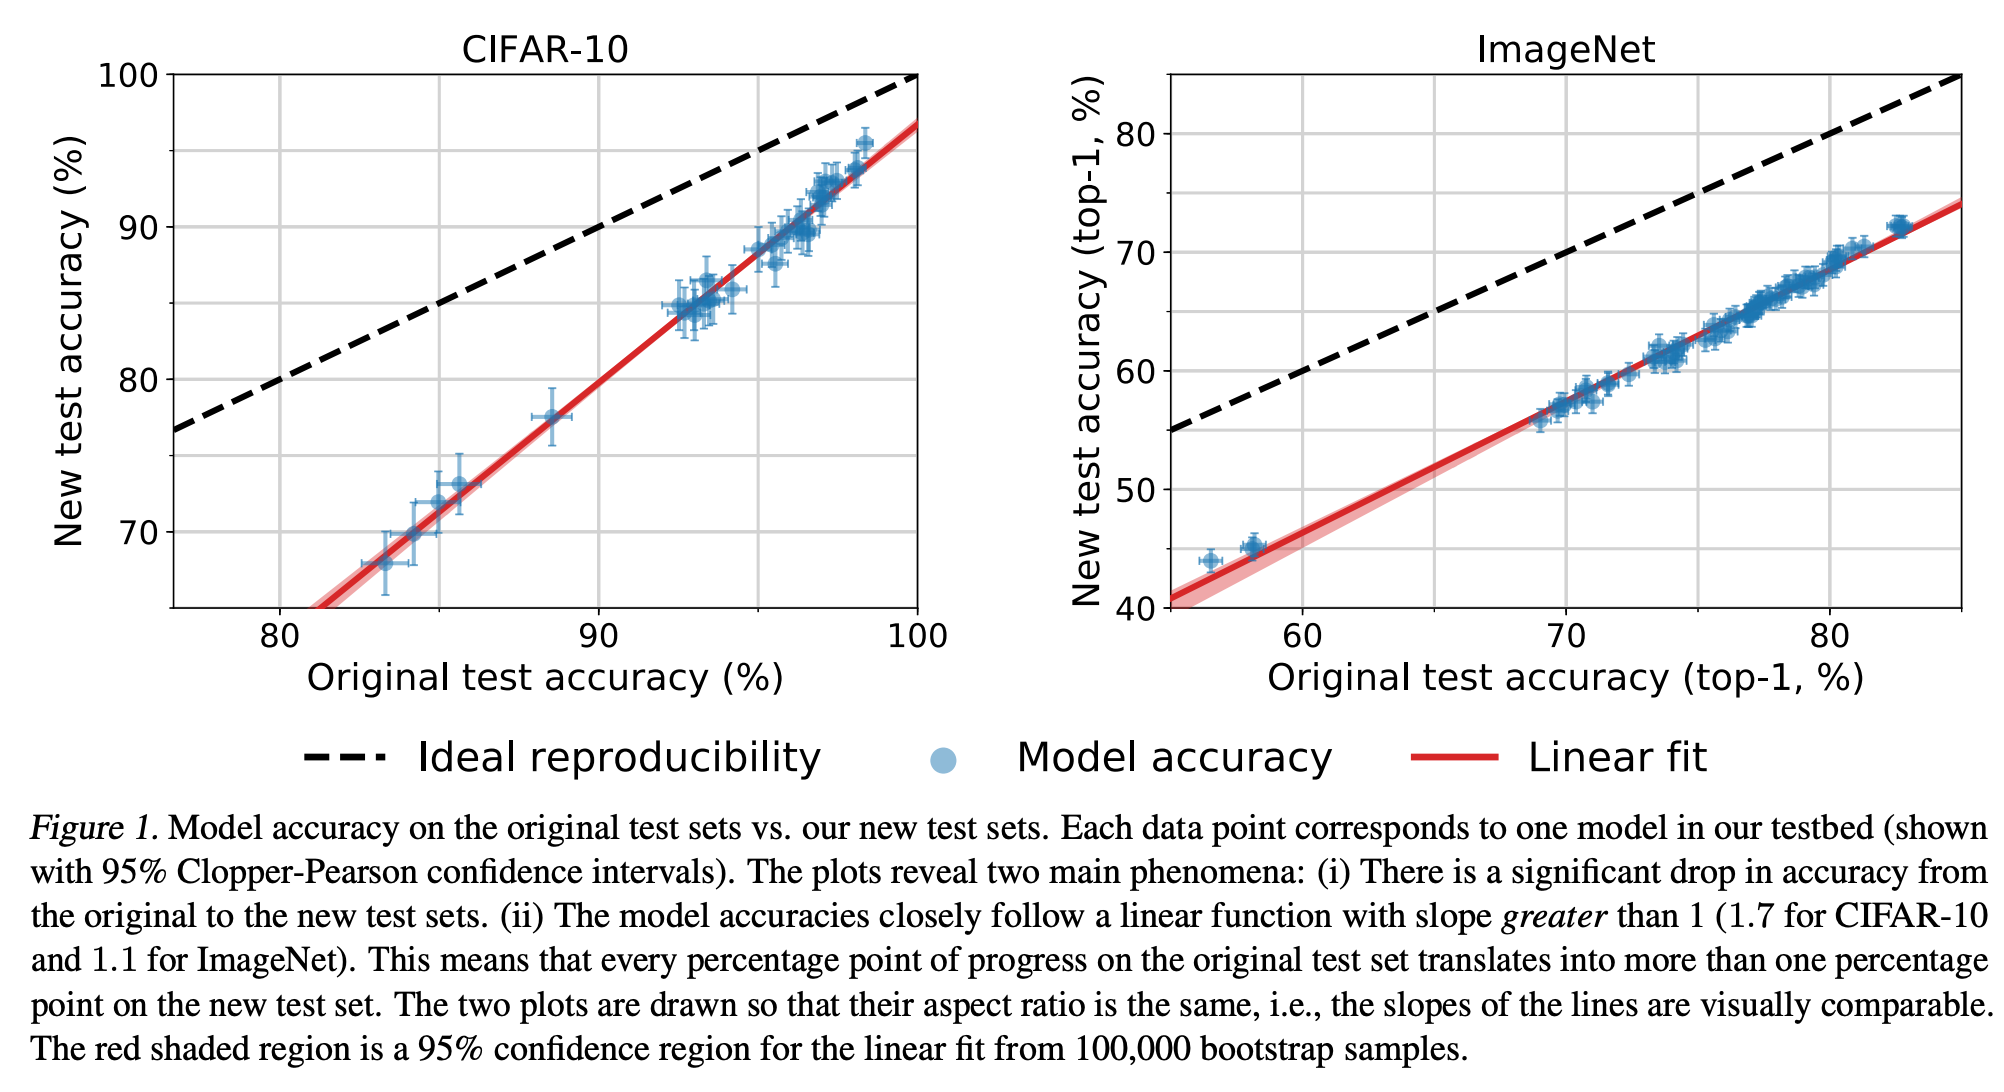 CIFAR-10
100
90
80
70
New test accuracy (%)
80 90 100
Original test accuracy (%)
ImageNet
80
70
60
50
40
New test accuracy (top-1, %)
60 70 80
Original test accuracy (top-1, %)
Ideal reproducibility Model accuracy Linear fit
Figure 1. Model accuracy on the original test sets vs. our new test sets. Each data point corresponds to one model in our testbed (shown
with 95% Clopper-Pearson confidence intervals). The plots reveal two main phenomena: (i) There is a significant drop in accuracy from
the original to the new test sets. (ii) The model accuracies closely follow a linear function with slope greater than 1 (1.7 for CIFAR-10
and 1.1 for ImageNet). This means that every percentage point of progress on the original test set translates into more than one percentage
point on the new test set. The two plots are drawn so that their aspect ratio is the same, i.e., the slopes of the lines are visually comparable.
The red shaded region is a 95% confidence region for the linear fit from 100,000 bootstrap samples.